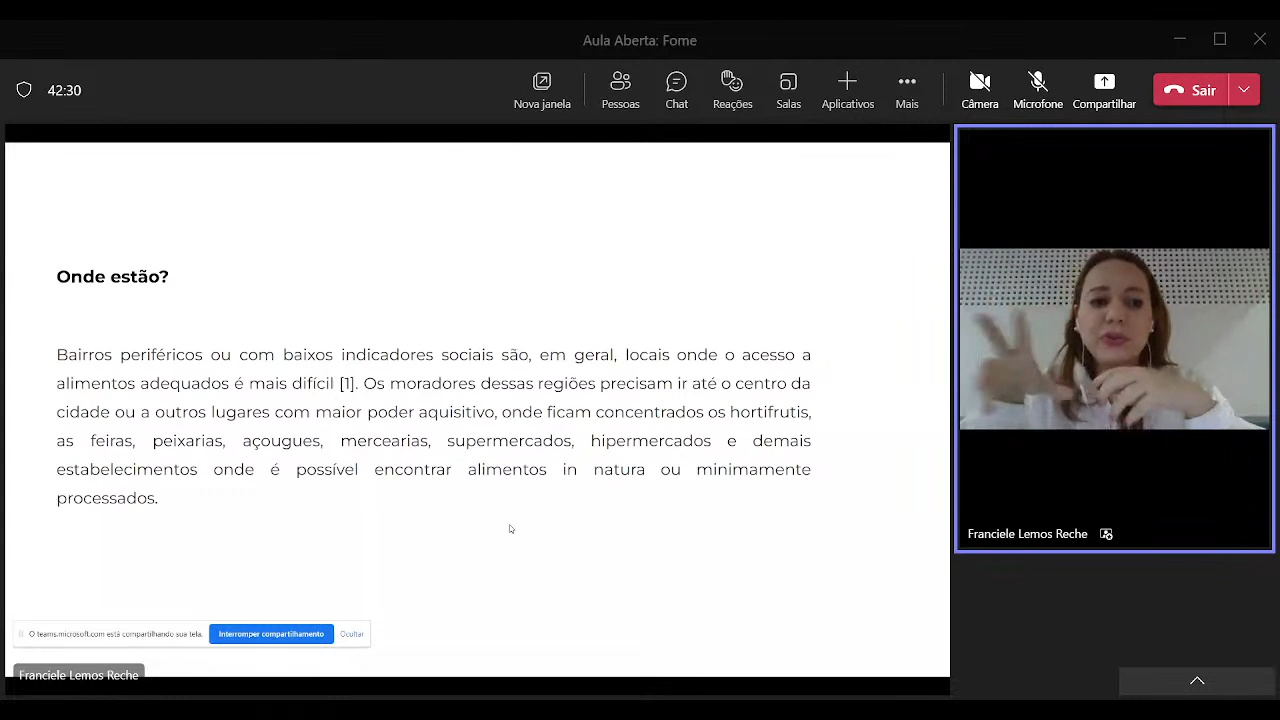 Aula Aberta: Fome
42:30
Nova janela
Pessoas
Chat
Reações
Salas
Aplicativos
Mais
Câmera
Microfone
Compartilhar
Sair
Onde estão?
Bairros periféricos ou com baixos indicadores sociais são, em geral, locais onde o acesso a
alimentos adequados é mais difícil [1]. Os moradores dessas regiões precisam ir até o centro da
cidade ou a outros lugares com maior poder aquisitivo, onde ficam concentrados os hortifrutis,
as feiras, peixarias, açougues, mercearias, supermercados, hipermercados e demais
estabelecimentos onde é possível encontrar alimentos in natura ou minimamente
processados.
O teams.microsoft.com está compartilhando sua tela.
Interromper compartilhamento
Ocultar
Franciele Lemos Reche
Franciele Lemos Reche